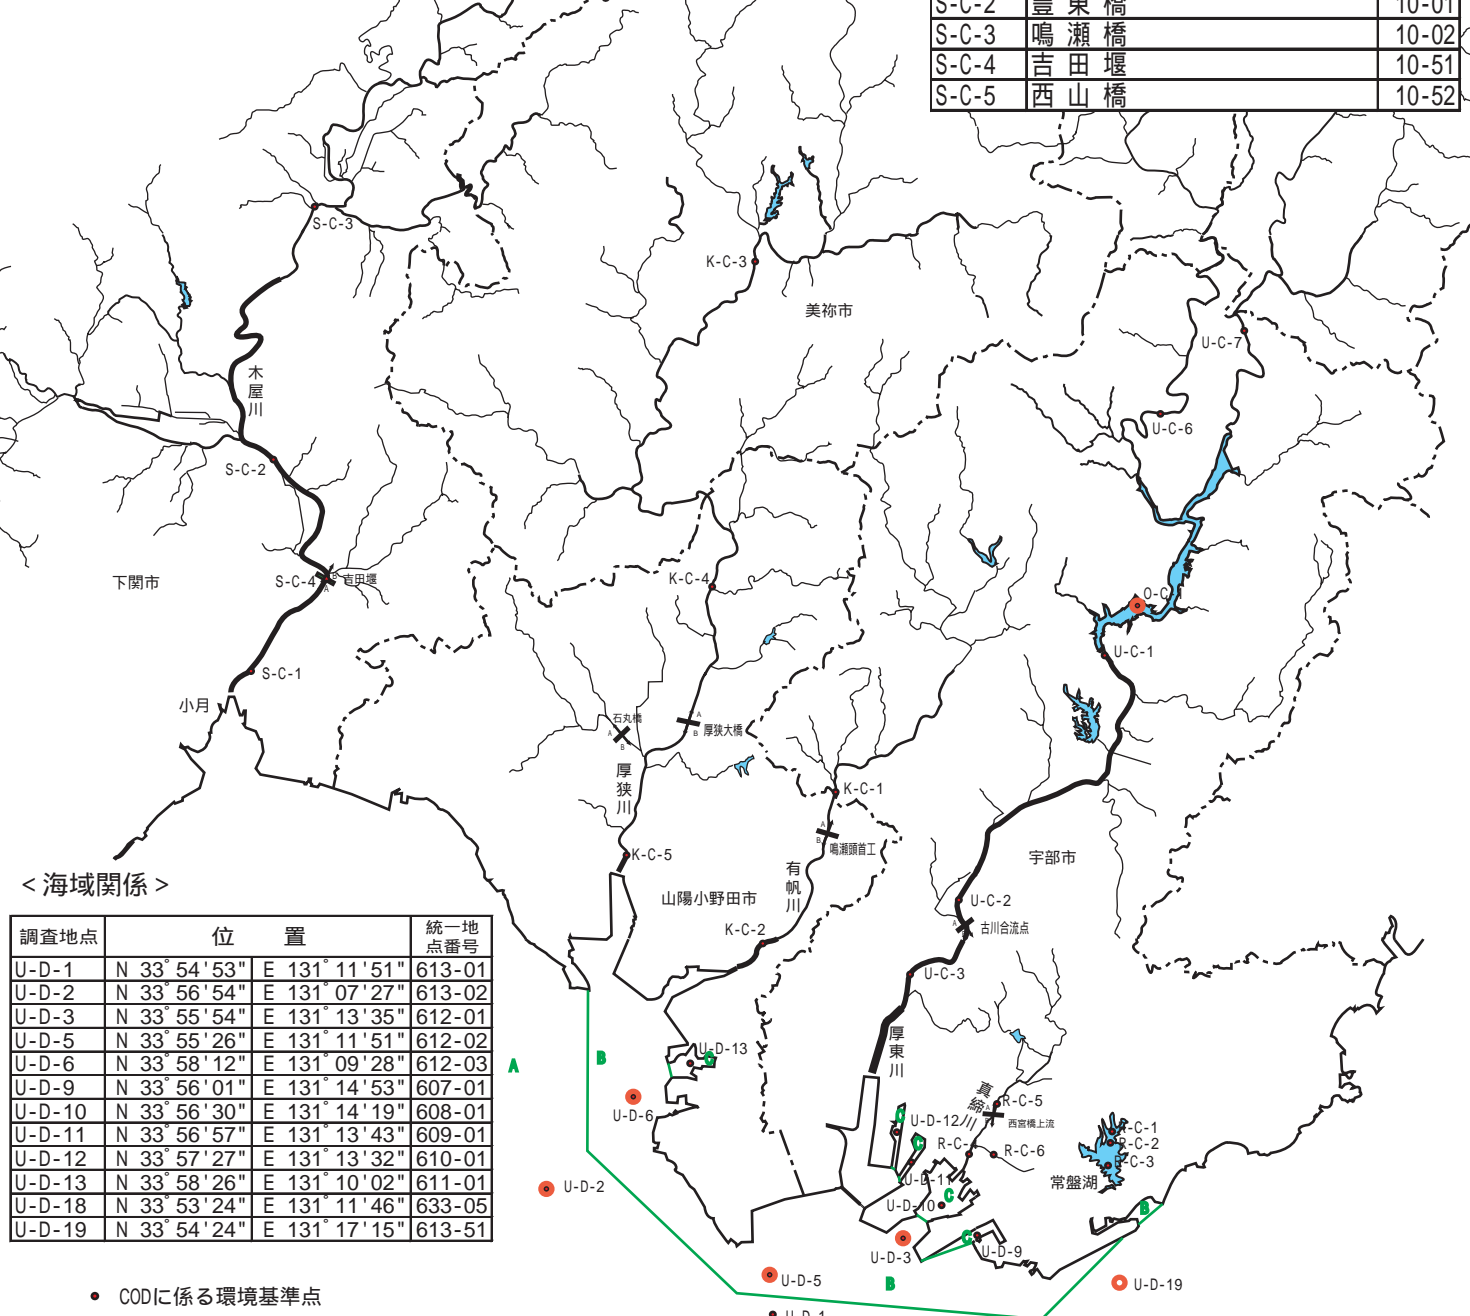 S-C-2 豊東橋 10-01
S-C-3 鳴瀬橋 10-02
S-C-4 吉田堰 10-51
S-C-5 西山橋 10-52
S-C-3
K-C-3
美祢市
U-C-7
木屋川
U-C-6
S-C-2
下関市
S-C-4
B
A
吉田堰
K-C-4
O-C-1
U-C-1
S-C-1
小月
石丸橋
A
B
A
B
厚狭大橋
厚狭川
K-C-1
A
B
鳴瀬頭首工
K-C-5
宇部市
有帆川
山陽小野田市
U-C-2
古川合流点
K-C-2
U-C-3
<海域関係>
調査地点 位 置 統一地点番号
U-D-1 N 33°54'53" E 131°11'51" 613-01
U-D-2 N 33°56'54" E 131°07'27" 613-02
U-D-3 N 33°55'54" E 131°13'35" 612-01
U-D-5 N 33°55'26" E 131°11'51" 612-02
U-D-6 N 33°58'12" E 131°09'28" 612-03
U-D-9 N 33°56'01" E 131°14'53" 607-01
U-D-10 N 33°56'30" E 131°14'19" 608-01
U-D-11 N 33°56'57" E 131°13'43" 609-01
U-D-12 N 33°57'27" E 131°13'32" 610-01
U-D-13 N 33°58'26" E 131°10'02" 611-01
U-D-18 N 33°53'24" E 131°11'46" 633-05
U-D-19 N 33°54'24" E 131°17'15" 613-51
A
B
U-D-13
C
厚東川
U-D-6
真締川
R-C-5
A
西宮橋上流
C
U-D-12
C
R-C-4
R-C-6
R-C-1
R-C-2
R-C-3
常盤湖
U-D-11
C
U-D-10
U-D-2
B
U-D-3
C
U-D-9
U-D-5
B
U-D-19
● CODに係る環境基準点
U-D-1